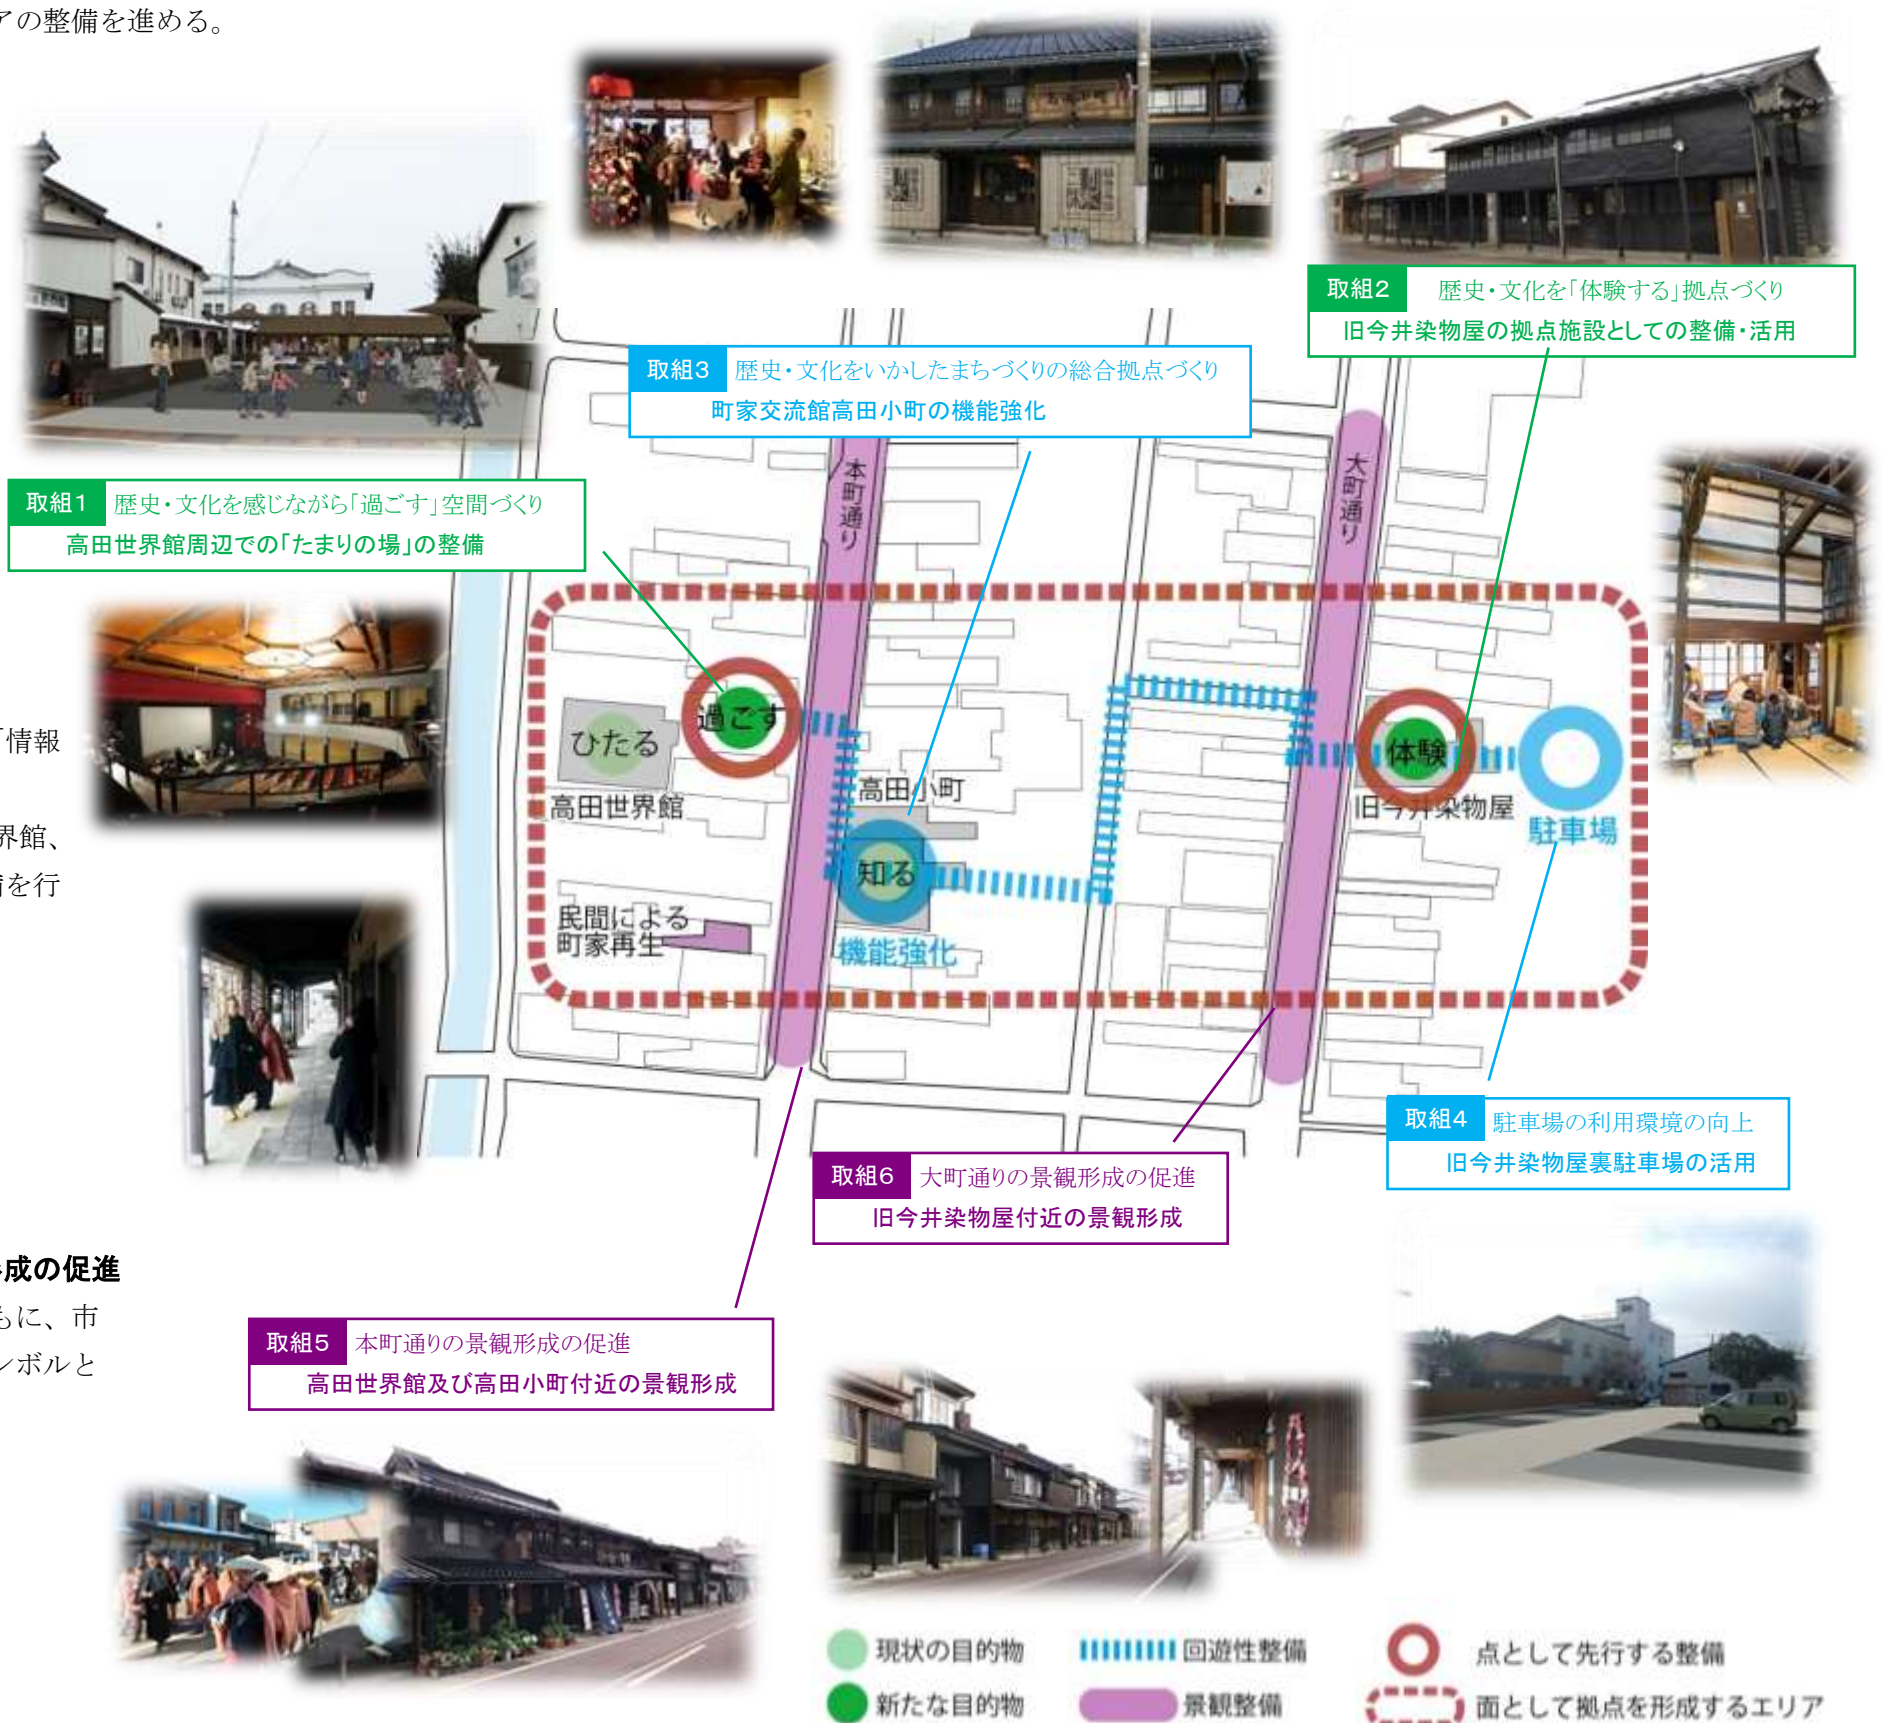 アの整備を進める。
取組2 歴史・文化を「体験する」拠点づくり
旧今井染物屋の拠点施設としての整備・活用
取組3 歴史・文化をいかしたまちづくりの総合拠点づくり
町家交流館高田小町の機能強化
取組1 歴史・文化を感じながら「過ごす」空間づくり
高田世界館周辺での「たまりの場」の整備
本町通り
大町通り
過ごす
ひたる
高田世界館
高田小町
知る
機能強化
民間による
町家再生
体験
旧今井染物屋
駐車場
「情報
界館、
備を行
取組4 駐車場の利用環境の向上
旧今井染物屋裏駐車場の活用
取組6 大町通りの景観形成の促進
旧今井染物屋付近の景観形成
形成の促進
もに、市
ンボルと
取組5 本町通りの景観形成の促進
高田世界館及び高田小町付近の景観形成
現状の目的物
回遊性整備
点として先行する整備
新たな目的物
景観整備
面として拠点を形成するエリア